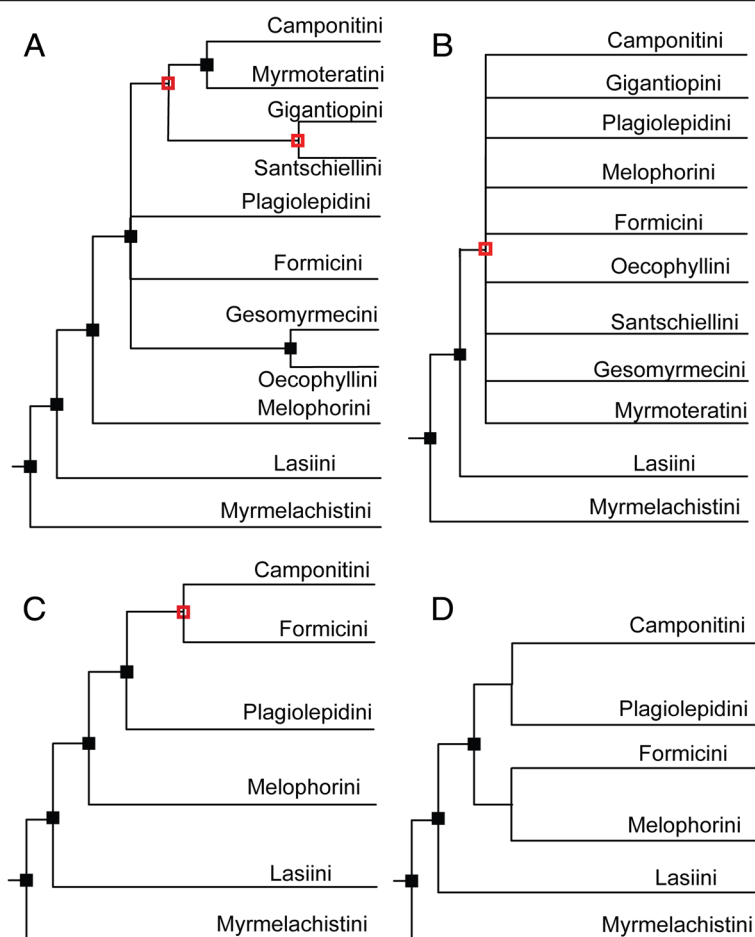 A
Camponitini
Myrmoteratini
Gigantiopini
Santschiellini
Plagiolepidini
Formicini
Gesomyrmecini
Oecophyllini
Melophorini
Lasiini
Myrmelachistini
B
Camponitini
Gigantiopini
Plagiolepidini
Melophorini
Formicini
Oecophyllini
Santschiellini
Gesomyrmecini
Myrmoteratini
Lasiini
Myrmelachistini
C
Camponitini
Formicini
Plagiolepidini
Melophorini
Lasiini
Myrmelachistini
D
Camponitini
Plagiolepidini
Formicini
Melophorini
Lasiini
Myrmelachistini